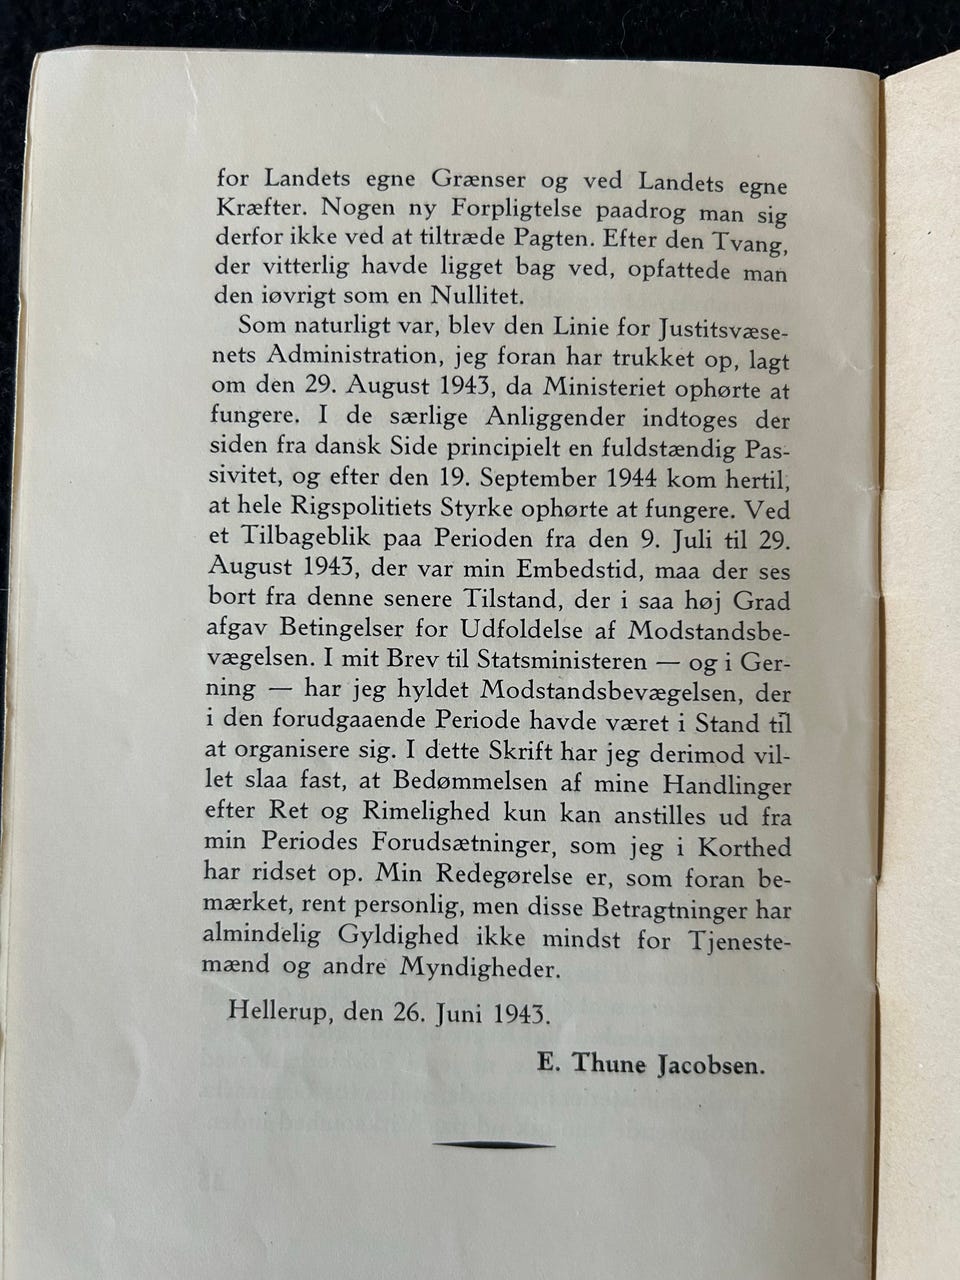 for Landets egne Grænser og ved Landets egne
Kræfter. Nogen ny Forpligtelse paadrog man sig
derfor ikke ved at tiltræde Pagten. Efter den Tvang,
der vitterlig havde ligget bag ved, opfattede man
den iøvrigt som en Nullitet.
Som naturligt var, blev den Linie for Justitsvæse-
nets Administration, jeg foran har trukket op, lagt
om den 29. August 1943, da Ministeriet ophørte at
fungere. I de særlige Anliggender indtoges der
siden fra dansk Side principielt en fuldstændig Pas-
sivitet, og efter den 19. September 1944 kom hertil,
at hele Rigspolitiets Styrke ophørte at fungere. Ved
et Tilbageblik paa Perioden fra den 9. Juli til 29.
August 1943, der var min Embedstid, maa der ses
bort fra denne senere Tilstand, der i saa høj Grad
afgav Betingelser for Udfoldelse af Modstandsbe-
vægelsen. I mit Brev til Statsministeren — og i Ger-
ning — har jeg hyldet Modstandsbevægelsen, der
i den forudgaaende Periode havde været i Stand til
at organisere sig. I dette Skrift har jeg derimod vil-
let slaa fast, at Bedømmelsen af mine Handlinger
efter Ret og Rimelighed kun kan anstilles ud fra
min Periodes Forudsætninger, som jeg i Korthed
har ridset op. Min Redegørelse er, som foran be-
mærket, rent personlig, men disse Betragtninger har
almindelig Gyldighed ikke mindst for Tjeneste-
mænd og andre Myndigheder.
Hellerup, den 26. Juni 1943.
E. Thune Jacobsen.